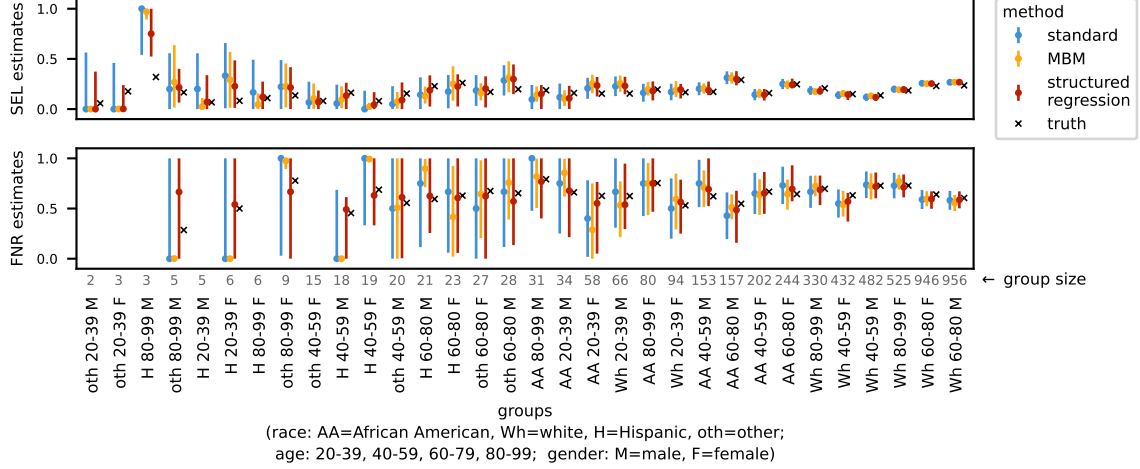 SEL estimates
1.0
0.5
0.0
method
standard
MBM
structured
regression
truth
FNR estimates
1.0
0.5
0.0
2 3 3 5 5 6 6 9 15 18 19 20 21 23 27 28 31 34 58 66 80 94 153 157 202 244 330 432 482 525 946 956
← group size
oth 20-39 M
oth 20-39 F
H 80-99 M
oth 80-99 M
H 20-39 M
H 20-39 F
H 80-99 F
oth 80-99 F
oth 40-59 F
H 40-59 M
H 40-59 F
oth 40-59 M
H 60-80 M
H 60-80 F
oth 60-80 F
oth 60-80 M
AA 80-99 M
AA 20-39 M
AA 20-39 F
Wh 20-39 M
AA 80-99 F
Wh 20-39 F
AA 40-59 M
AA 60-80 M
AA 40-59 F
AA 60-80 F
Wh 80-99 M
Wh 40-59 F
Wh 40-59 M
Wh 80-99 F
Wh 60-80 F
Wh 60-80 M
groups
(race: AA=African American, Wh=white, H=Hispanic, oth=other;
age: 20-39, 40-59, 60-79, 80-99; gender: M=male, F=female)